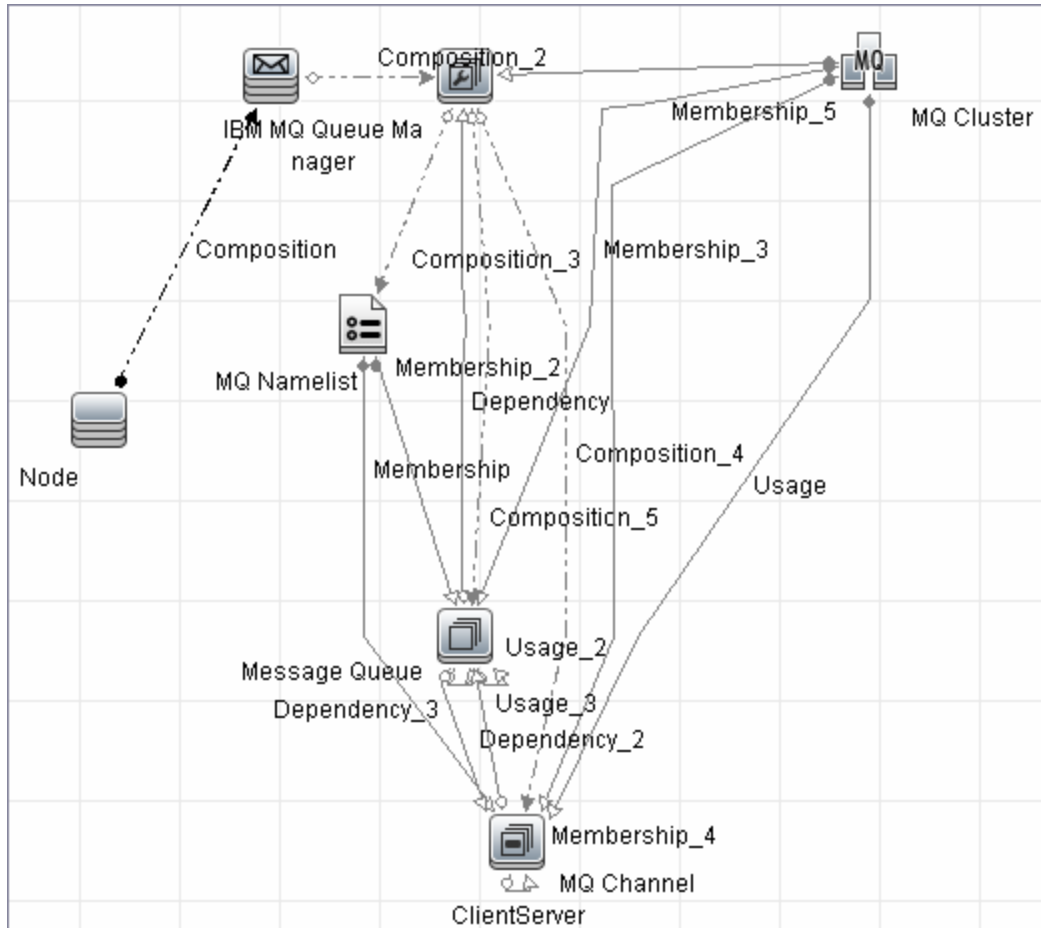 Composition_2
MQ
Membership_5
MQ Cluster
IBM MQ Queue Ma
nager
Composition
Composition_3
Membership_3
Membership_2
MQ Namelist
Dependency
Composition_4
Membership
Node
Usage
Composition_5
Usage_2
Message Queue
Usage_3
Dependency_3
Dependency_2
Membership_4
MQ Channel
ClientServer